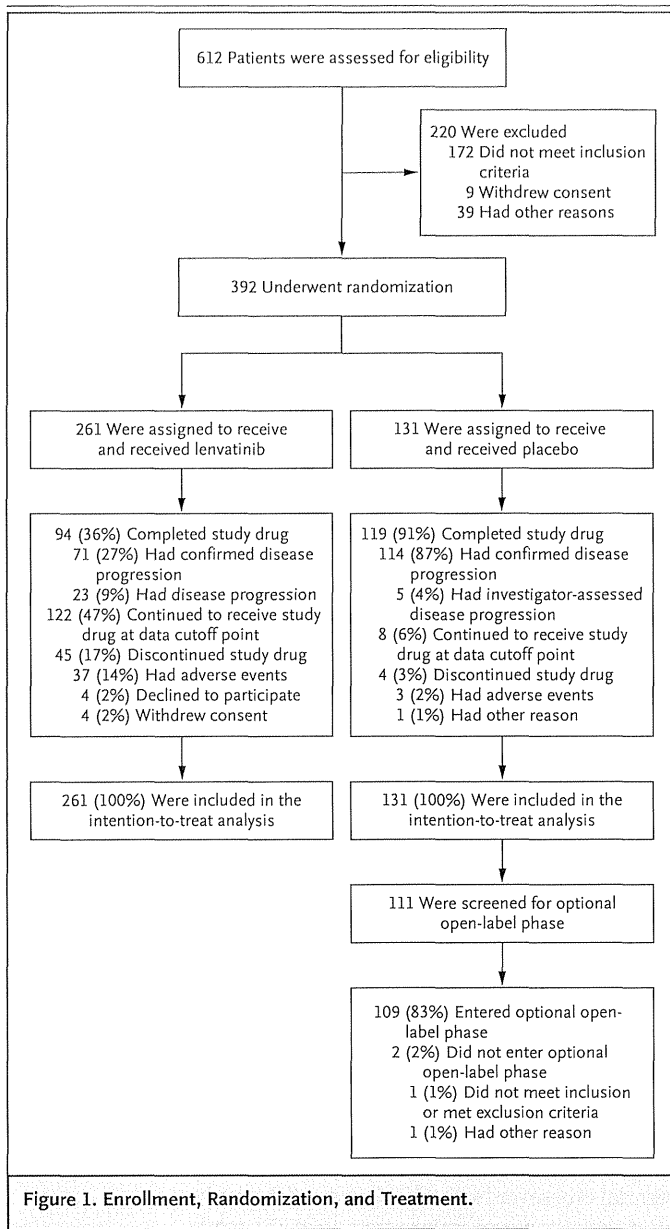 612 Patients were assessed for eligibility
220 Were excluded
172 Did not meet inclusion
criteria
9 Withdrew consent
39 Had other reasons
392 Underwent randomization
261 Were assigned to receive
and received lenvatinib
131 Were assigned to receive
and received placebo
94 (36%) Completed study drug
71 (27%) Had confirmed disease
progression
23 (9%) Had disease progression
122 (47%) Continued to receive study
drug at data cutoff point
45 (17%) Discontinued study drug
37 (14%) Had adverse events
4 (2%) Declined to participate
4 (2%) Withdrew consent
119 (91%) Completed study drug
114 (87%) Had confirmed disease
progression
5 (4%) Had investigator-assessed
disease progression
8 (6%) Continued to receive study
drug at data cutoff point
4 (3%) Discontinued study drug
3 (2%) Had adverse events
1 (1%) Had other reason
261 (100%) Were included in the
intention-to-treat analysis
131 (100%) Were included in the
intention-to-treat analysis
111 Were screened for optional
open-label phase
109 (83%) Entered optional open-
label phase
2 (2%) Did not enter optional
open-label phase
1 (1%) Did not meet inclusion
or met exclusion criteria
1 (1%) Had other reason
Figure 1. Enrollment, Randomization, and Treatment.